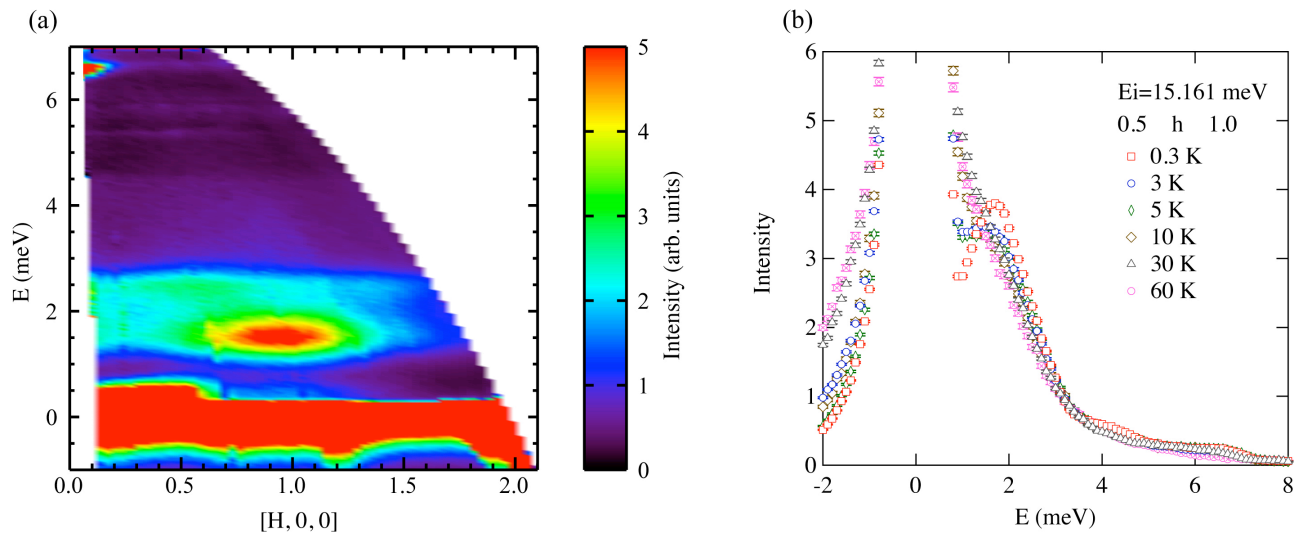 (a)
6
4
2
0
E (meV)
0.0 0.5 1.0 1.5 2.0
[H, 0, 0]
5
4
3
2
1
0
Intensity (arb. units)
(b)
6
5
4
3
2
1
0
Intensity
-2 0 2 4 6 8
E (meV)
Ei=15.161 meV
0.5 h 1.0
0.3 K
3 K
5 K
10 K
30 K
60 K